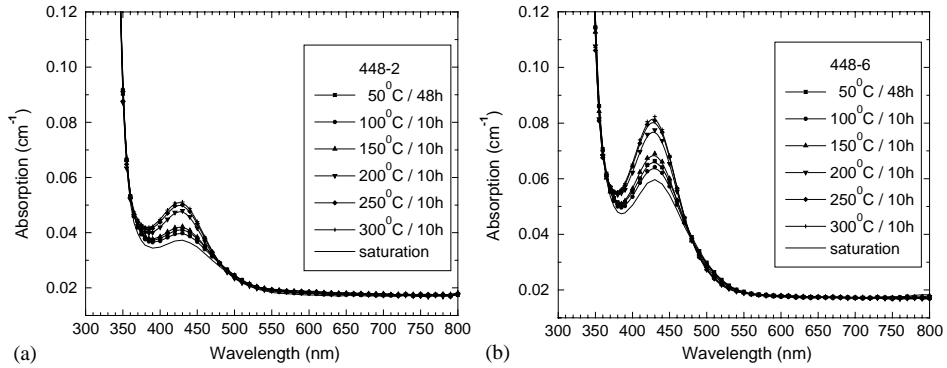 0.12
0.10
0.08
0.06
0.04
0.02
Absorption (cm⁻¹)
448-2
50⁰C / 48h
100⁰C / 10h
150⁰C / 10h
200⁰C / 10h
250⁰C / 10h
300⁰C / 10h
saturation
300 350 400 450 500 550 600 650 700 750 800
Wavelength (nm)
(a)
0.12
0.10
0.08
0.06
0.04
0.02
Absorption (cm⁻¹)
448-6
50⁰C / 48h
100⁰C / 10h
150⁰C / 10h
200⁰C / 10h
250⁰C / 10h
300⁰C / 10h
saturation
300 350 400 450 500 550 600 650 700 750 800
Wavelength (nm)
(b)